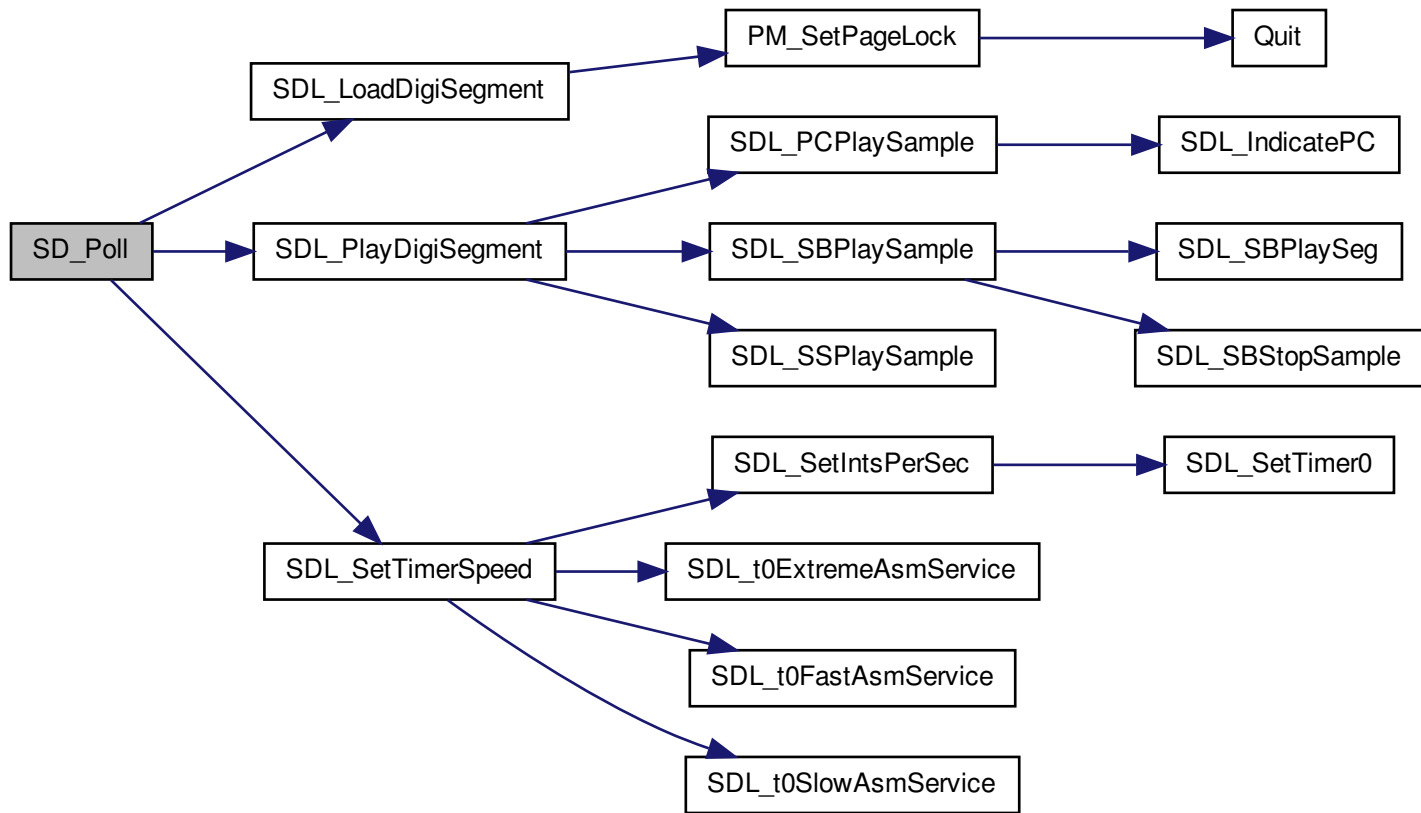 PM_SetPageLock
Quit
SDL_LoadDigiSegment
SDL_PCPlaySample
SDL_IndicatePC
SD_Poll
SDL_PlayDigiSegment
SDL_SBPlaySample
SDL_SBPlaySeg
SDL_SSPlaySample
SDL_SBStopSample
SDL_SetIntsPerSec
SDL_SetTimer0
SDL_SetTimerSpeed
SDL_t0ExtremeAsmService
SDL_t0FastAsmService
SDL_t0SlowAsmService